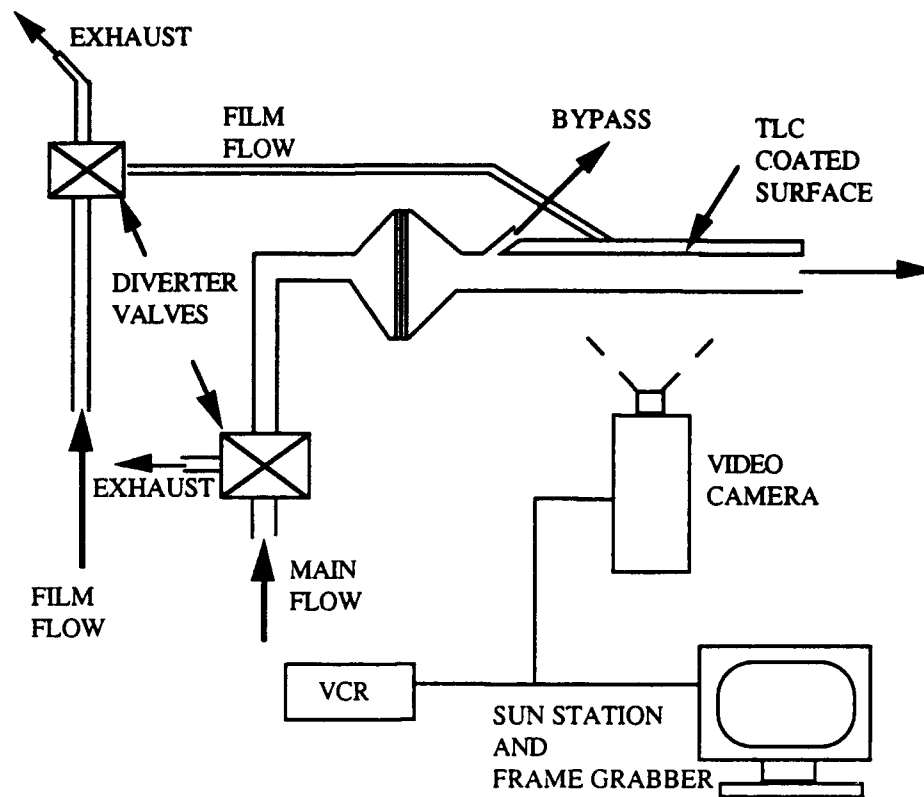 EXHAUST
FILM
FLOW
BYPASS
TLC
COATED
SURFACE
DIVERTER
VALVES
EXHAUST
MAIN
FLOW
FILM
FLOW
VIDEO
CAMERA
VCR
SUN STATION
AND
FRAME GRABBER